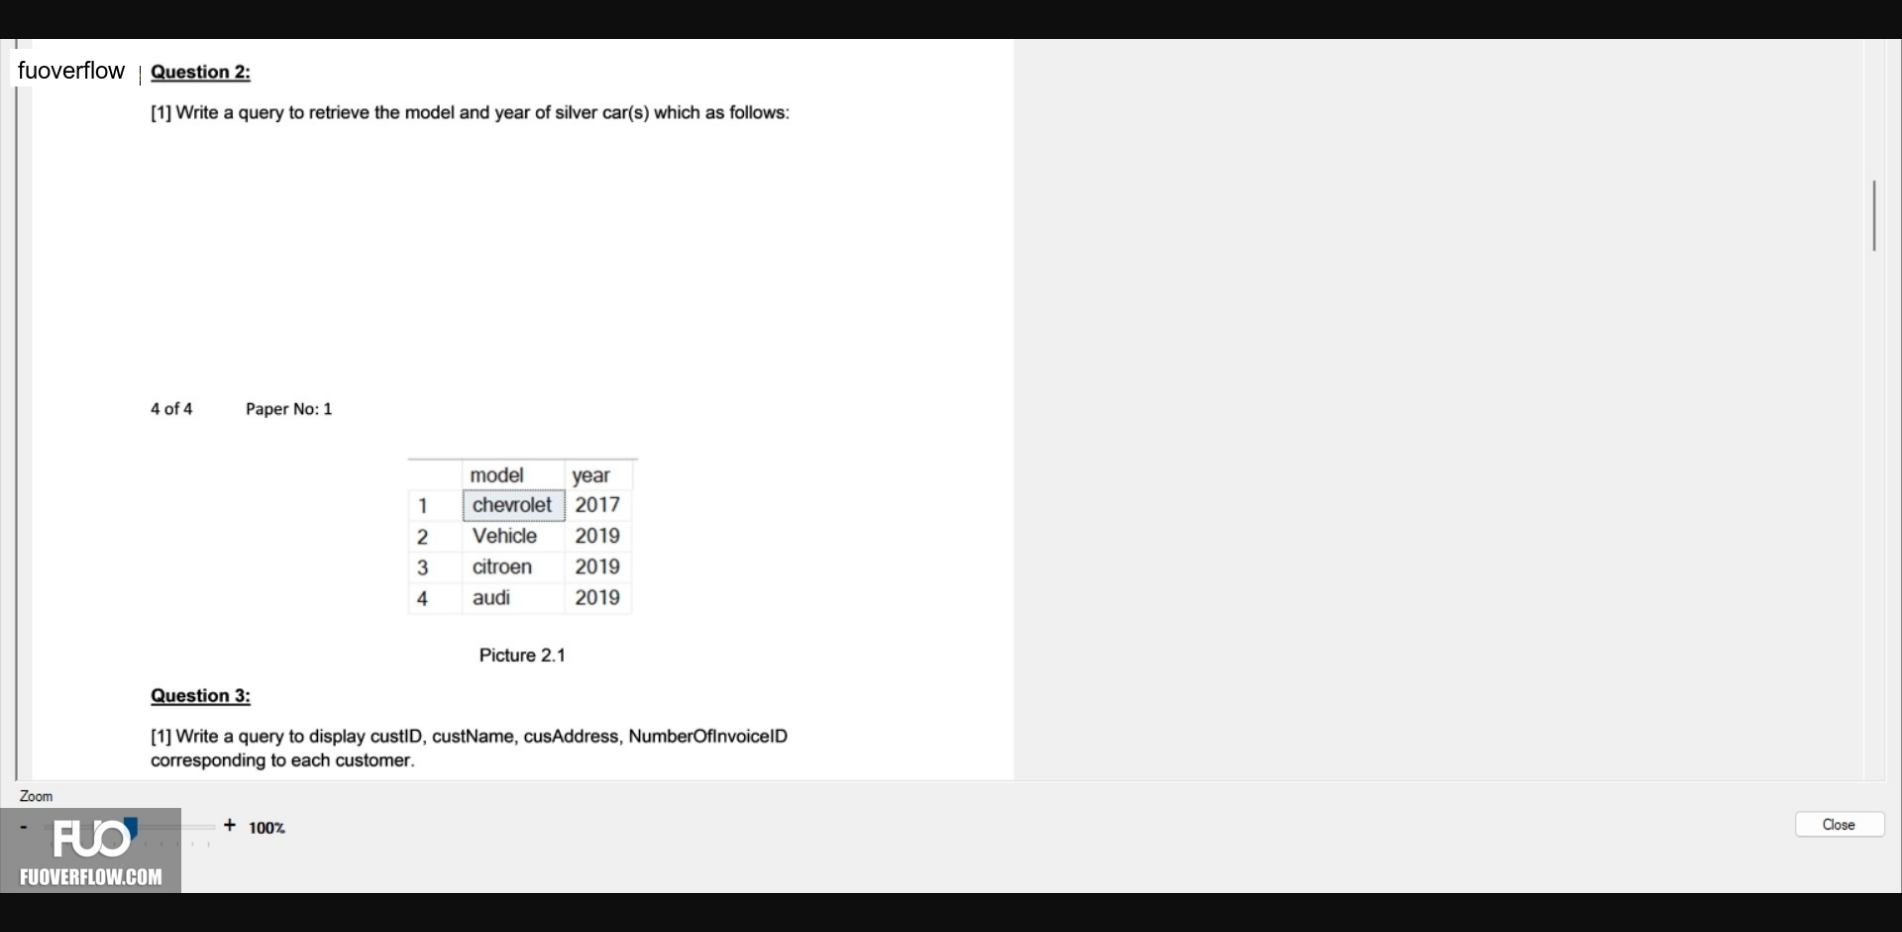 fuoverflow
Question 2:
[1] Write a query to retrieve the model and year of silver car(s) which as follows:
4 of 4 Paper No: 1
model year
1 chevrolet 2017
2 Vehicle 2019
3 citroen 2019
4 audi 2019
Picture 2.1
Question 3:
[1] Write a query to display custID, custName, cusAddress, NumberOfInvoiceID
corresponding to each customer.
Zoom
- + 100%
Close
FUO
FUOVERFLOW.COM